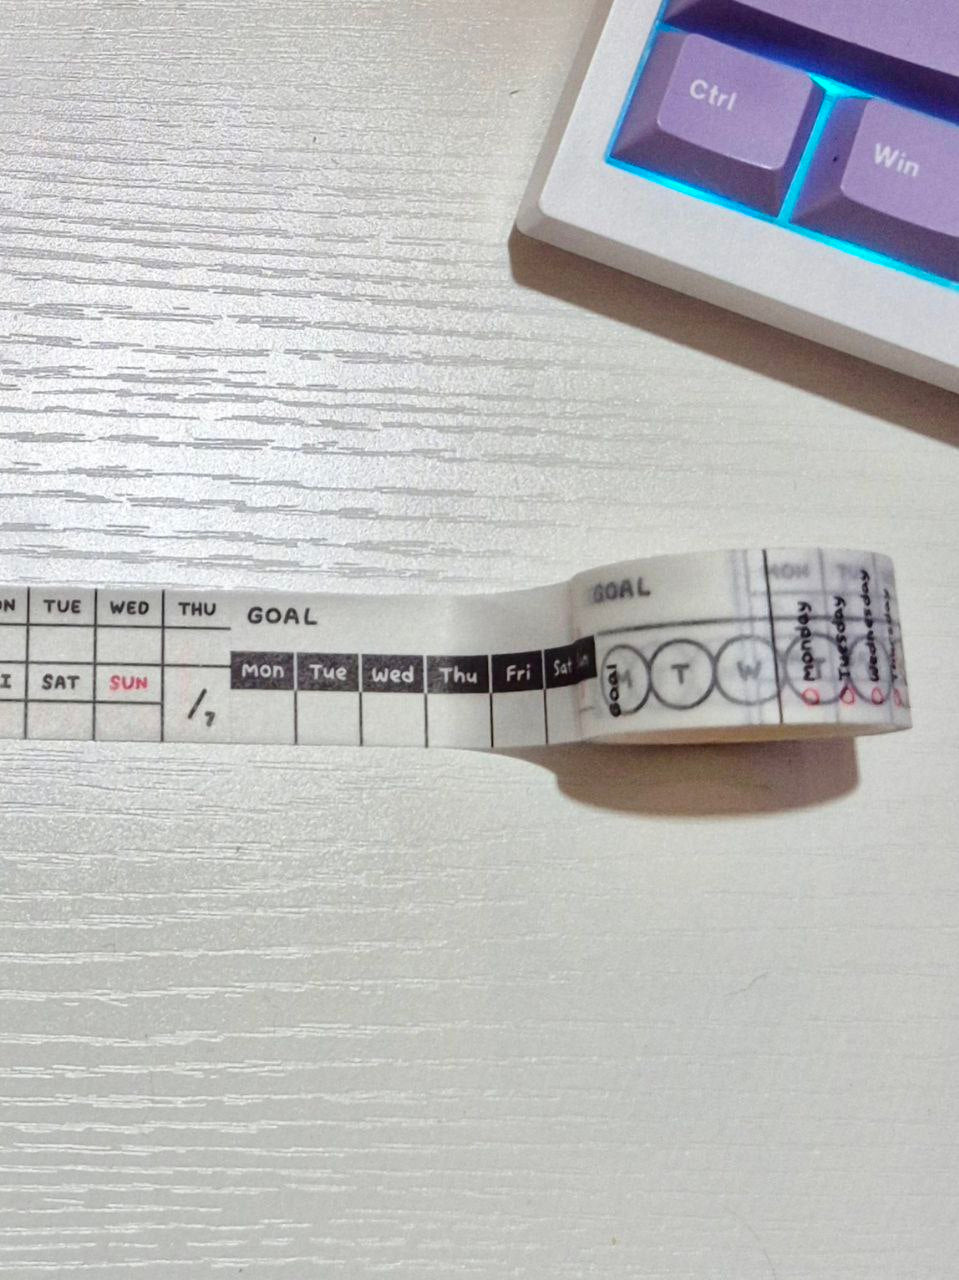 Ctrl
Win
TUE WED THU
SAT SUN
/7
GOAL
Mon Tue Wed Thu Fri Sat
GOAL
T W
Goal
Monday
Tuesday
Wednesday
MON